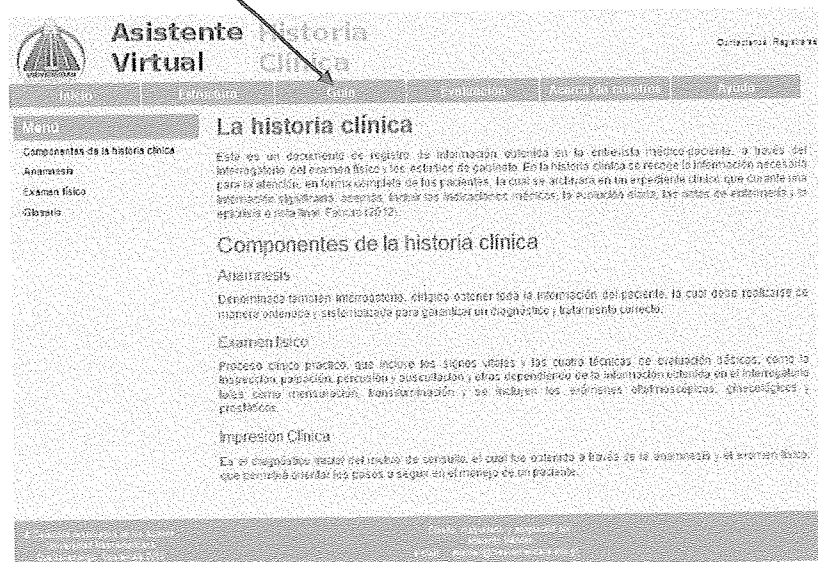 Asistente Historia
Virtual Clínica
Contactenos Registrarse
Inicio Guía Evaluación Acerca de nosotros Ayuda
Menú
Componentes de la historia clínica
Anamnesis
Examen físico
Glosario
La historia clínica
Este es un documento de registro de información obtenida en la entrevista médico-paciente, a través del
interrogatorio del examen físico y los estudios de gabinete. En la historia clínica se recoge la información necesaria
para la atención, en forma completa de los pacientes, la cual se archivara en un expediente clínico que durante una
internación significaría, además, incluir las indicaciones médicas, la evolución diaria, las notas de enfermería y la
epicrisis o nota final. (2012).
Componentes de la historia clínica
Anamnesis
Denominada también interrogatorio, dirigido obtener toda la información del paciente, la cual debe realizarse de
manera ordenada y sistematizada para garantizar un diagnóstico y tratamiento correcto.
Examen físico
Proceso clínico practico, que incluye los signos vitales y las cuatro técnicas de evaluación básicas, como la
inspección, palpación, percusión y auscultación y otras dependiendo de la información obtenida en el interrogatorio
tales como mensuración, transiluminación y se incluyen los exámenes oftalmoscópicos, ginecológicos y
prostáticos.
Impresión Clínica
Es el diagnóstico inicial del motivo de consulta, el cual fue obtenido a través de la anamnesis y el examen físico,
que permitirá orientar los pasos a seguir en el manejo de un paciente.